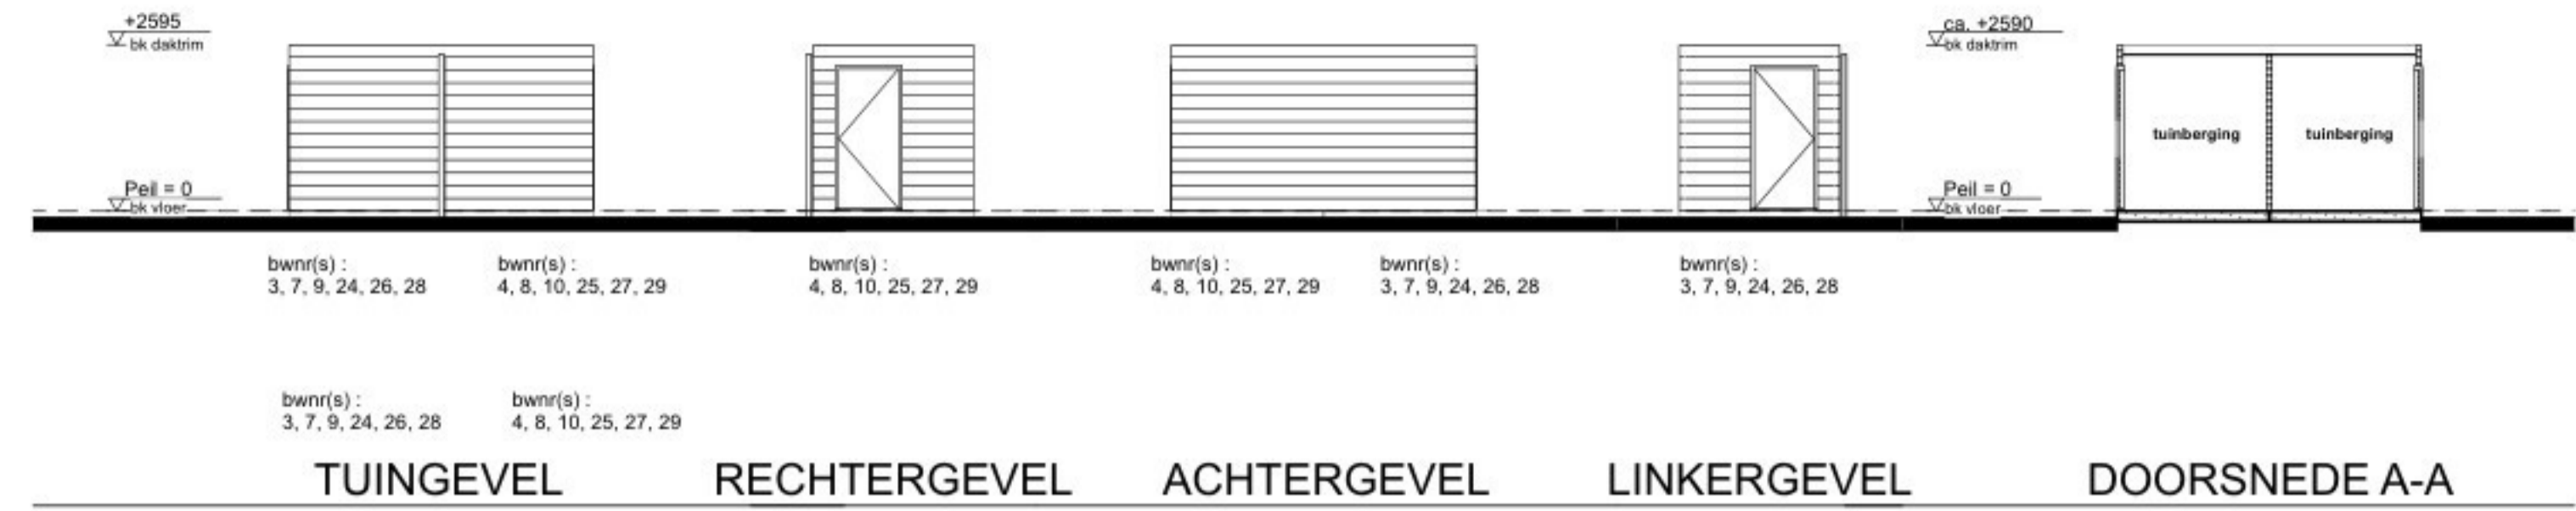 +2595
bk daktrim
Peil = 0
bk vloer
ca. +2590
bk daktrim
Peil = 0
bk vloer
tuinberging
tuinberging
bwnr(s) :
3, 7, 9, 24, 26, 28
bwnr(s) :
4, 8, 10, 25, 27, 29
bwnr(s) :
4, 8, 10, 25, 27, 29
bwnr(s) :
4, 8, 10, 25, 27, 29
bwnr(s) :
3, 7, 9, 24, 26, 28
bwnr(s) :
3, 7, 9, 24, 26, 28
bwnr(s) :
3, 7, 9, 24, 26, 28
bwnr(s) :
4, 8, 10, 25, 27, 29
TUINGEVEL
RECHTERGEVEL
ACHTERGEVEL
LINKERGEVEL
DOORSNEDE A-A